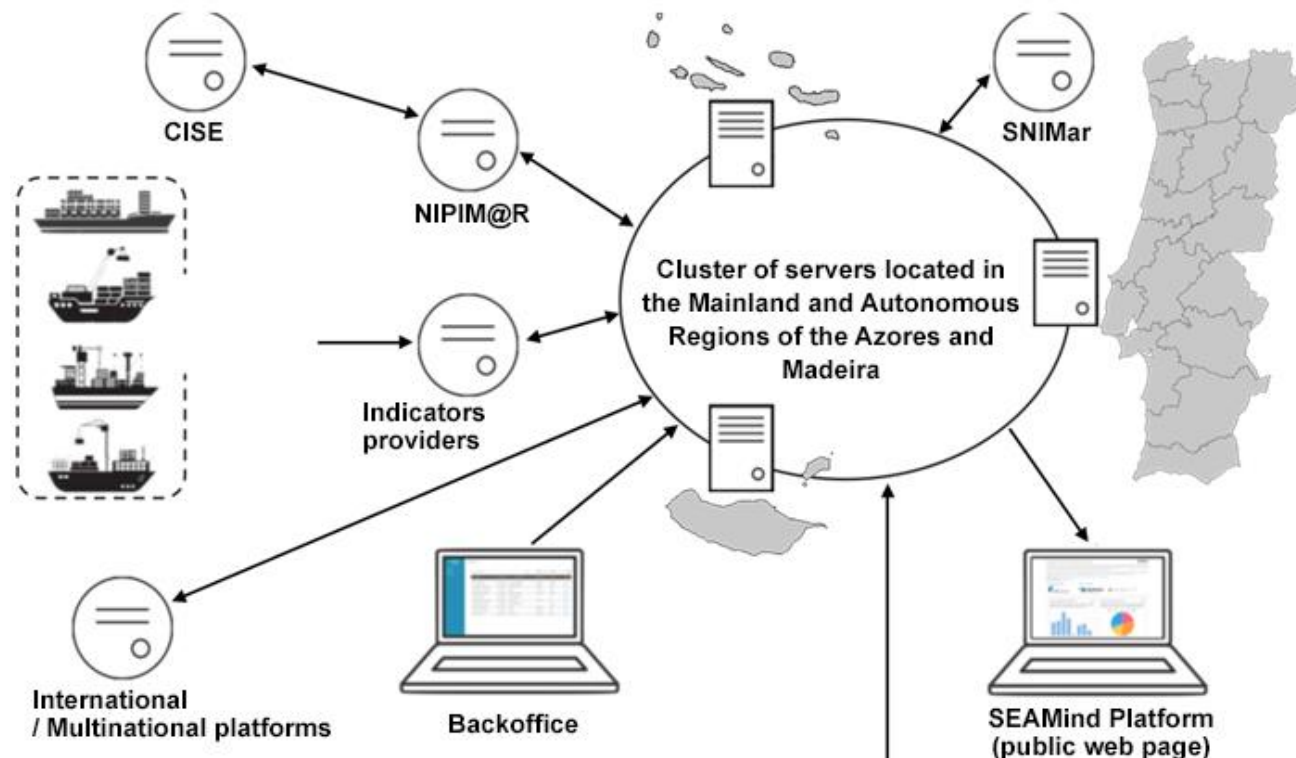 CISE
SNIMar
NIPIM@R
Cluster of servers located in
the Mainland and Autonomous
Regions of the Azores and
Madeira
Indicators
providers
International
/ Multinational platforms
Backoffice
SEAMind Platform
(public web page)